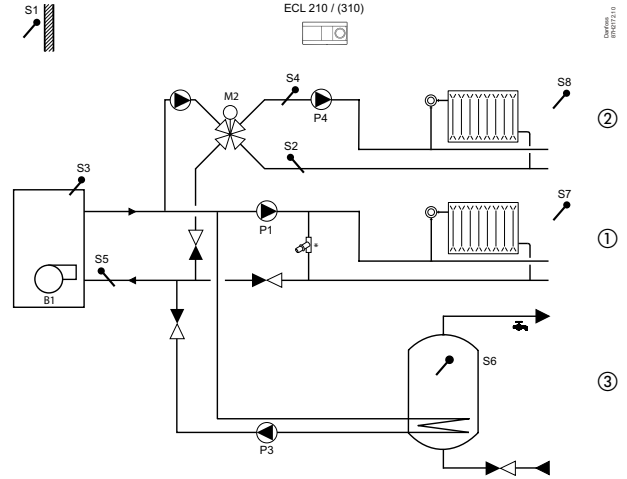 S1
ECL 210 / (310)
Danfoss
87H2172.10
S4
S8
M2
P4
②
S2
S3
S7
P1
*
①
S5
B1
S6
③
P3